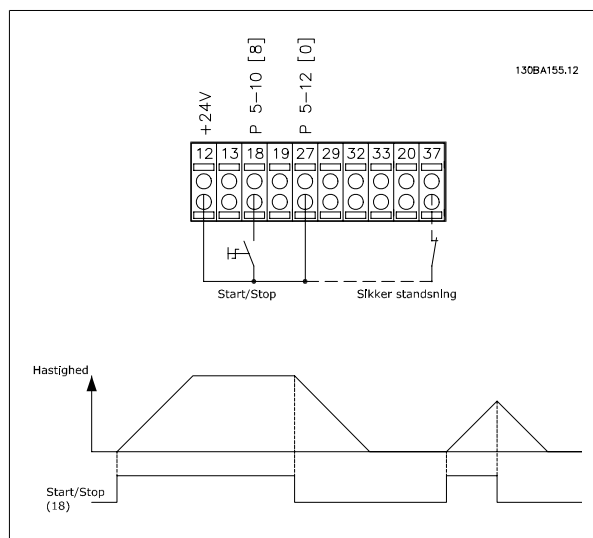 130BA155.12
+24V
P 5-10 [8]
P 5-12 [0]
12 13 18 19 27 29 32 33 20 37
Start/Stop
Sikker standsning
Hastighed
Start/Stop
(18)